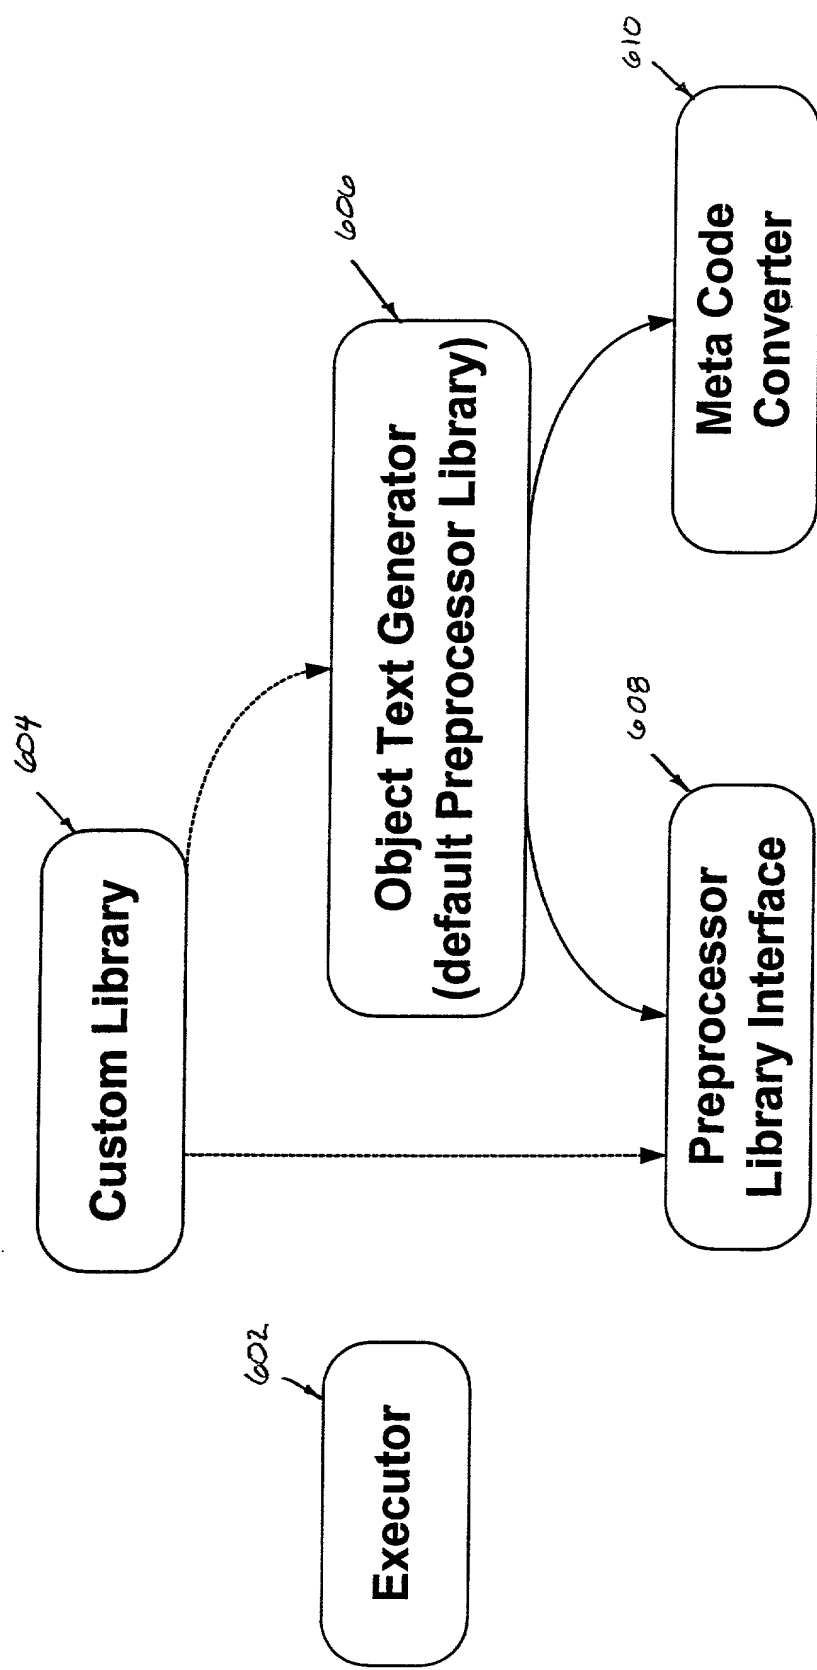 602
Executor
604
Custom Library
606
Object Text Generator
(default Preprocessor Library)
608
Preprocessor
Library Interface
610
Meta Code
Converter